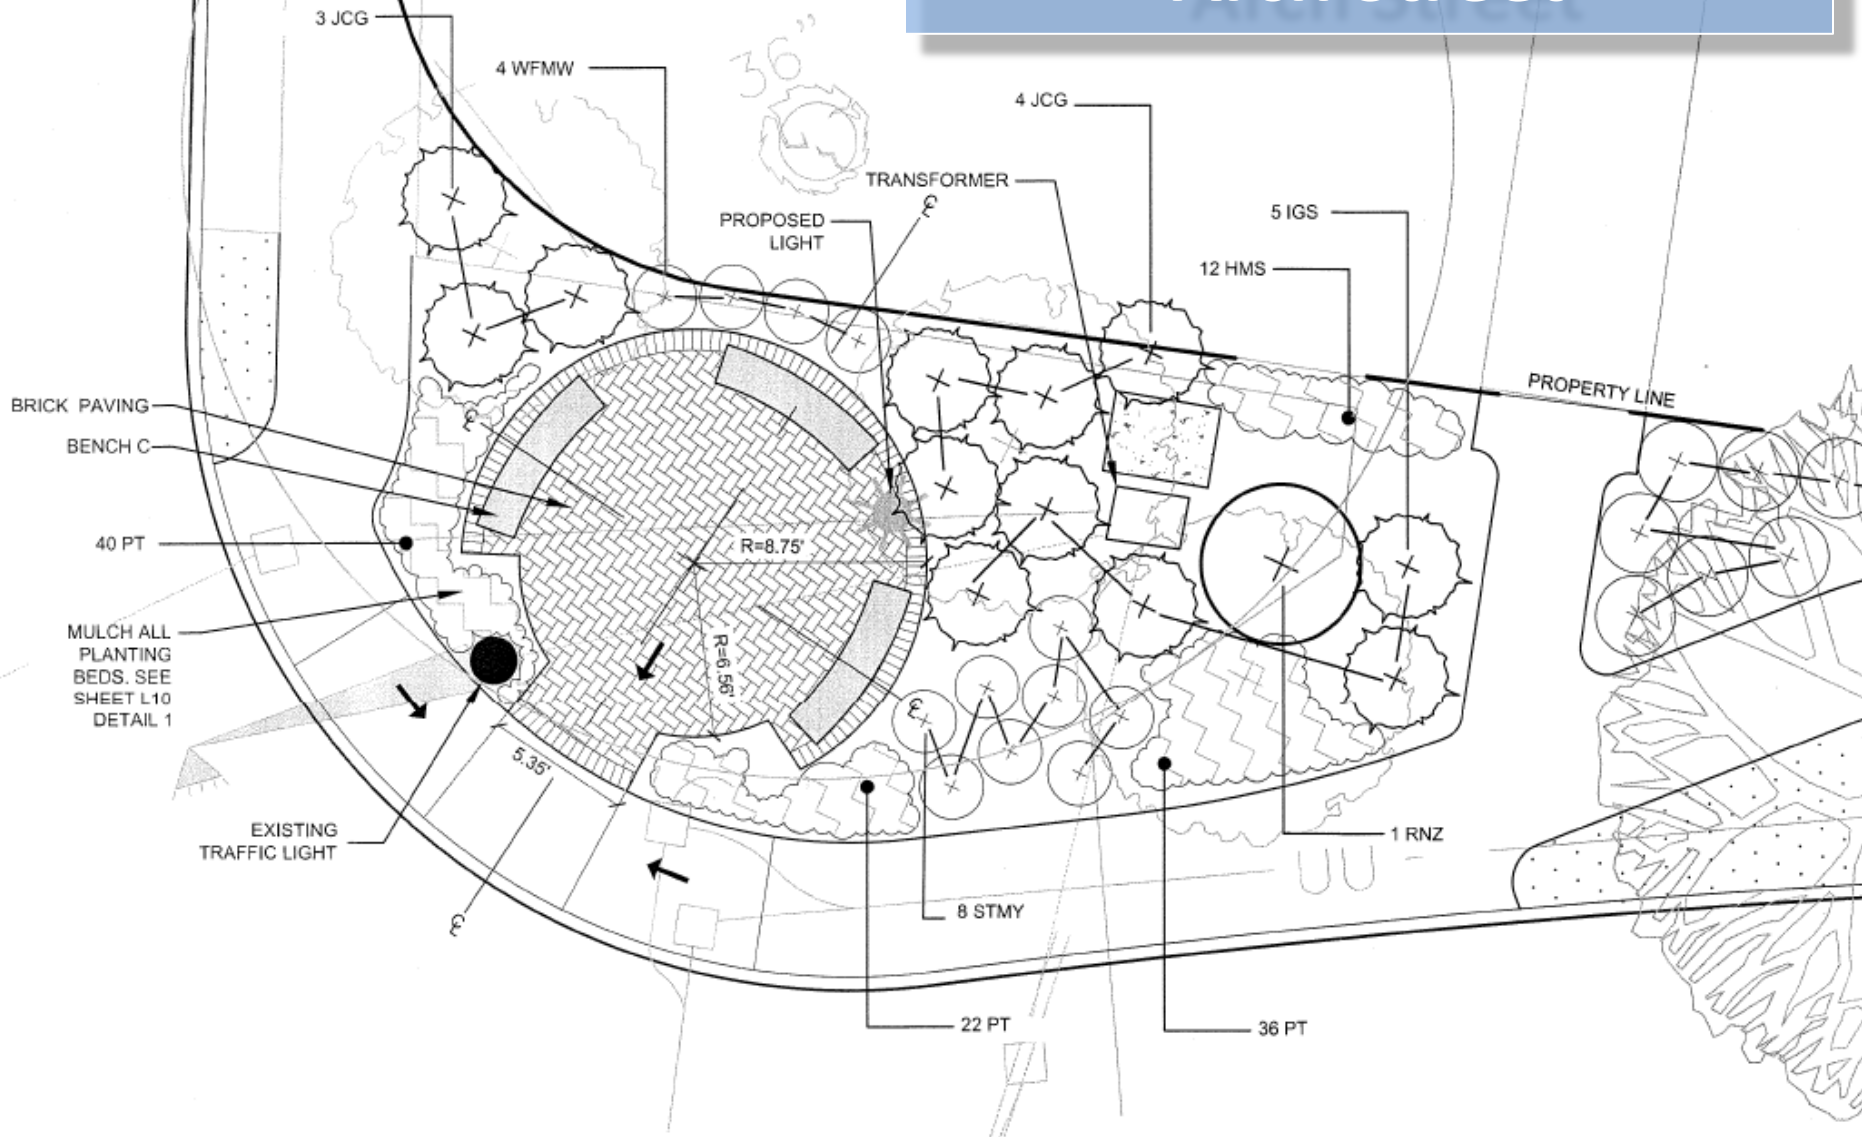 3 JCG
4 WFMW
36"
4 JCG
TRANSFORMER
℄
PROPOSED
LIGHT
5 IGS
12 HMS
PROPERTY LINE
BRICK PAVING
℄
BENCH C
40 PT
R=8.75'
R=6.56'
MULCH ALL
PLANTING
BEDS. SEE
SHEET L10
DETAIL 1
℄
5.35'
EXISTING
TRAFFIC LIGHT
1 RNZ
℄
8 STMY
22 PT
36 PT